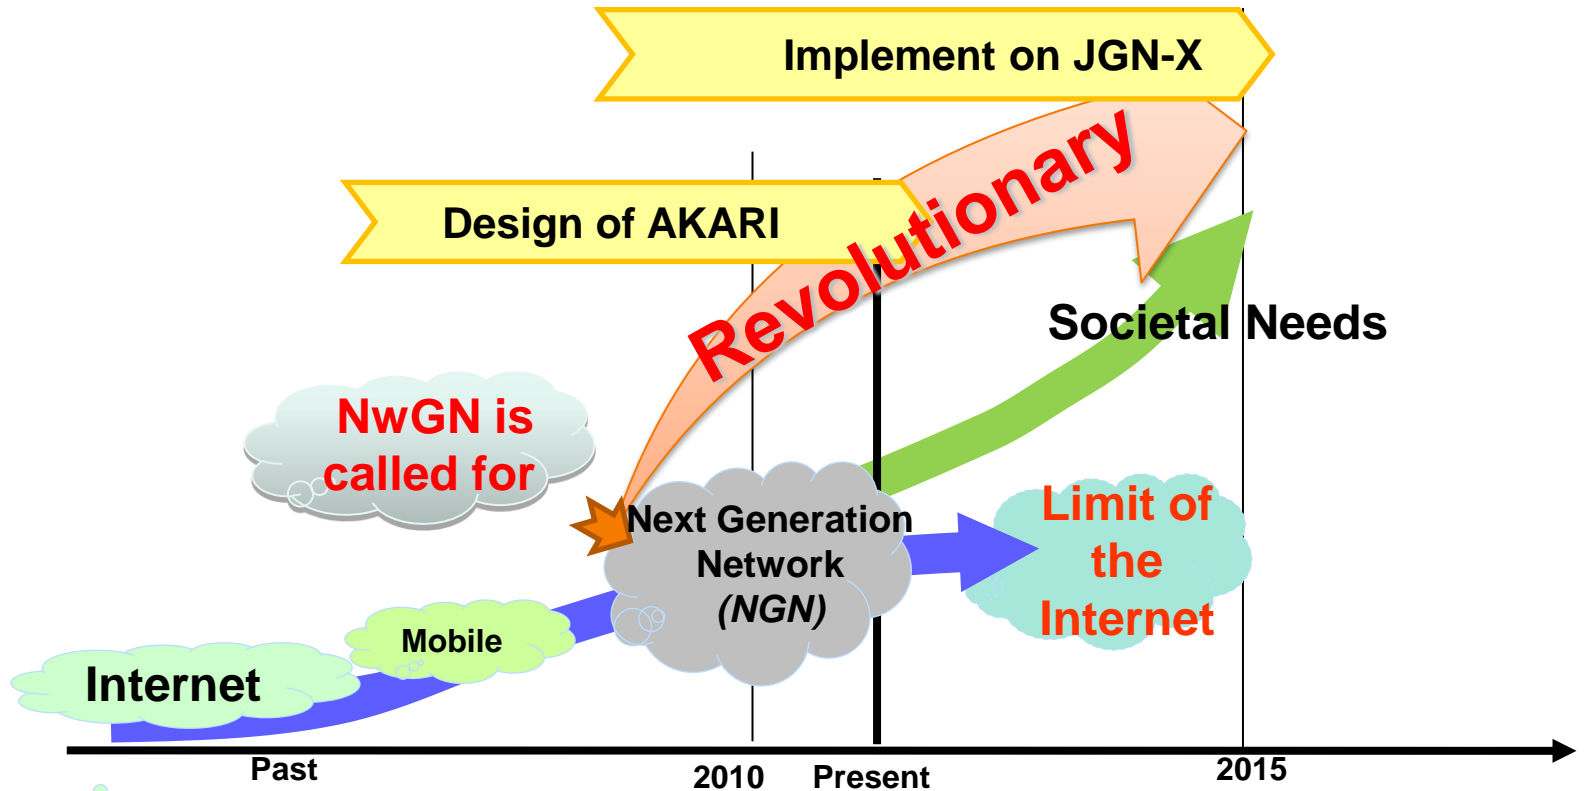 Implement on JGN-X
Revolutionary
Design of AKARI
Societal Needs
NwGN is
called for
Next Generation
Network
(NGN)
Limit of
the
Internet
Mobile
Internet
Past
2010
Present
2015